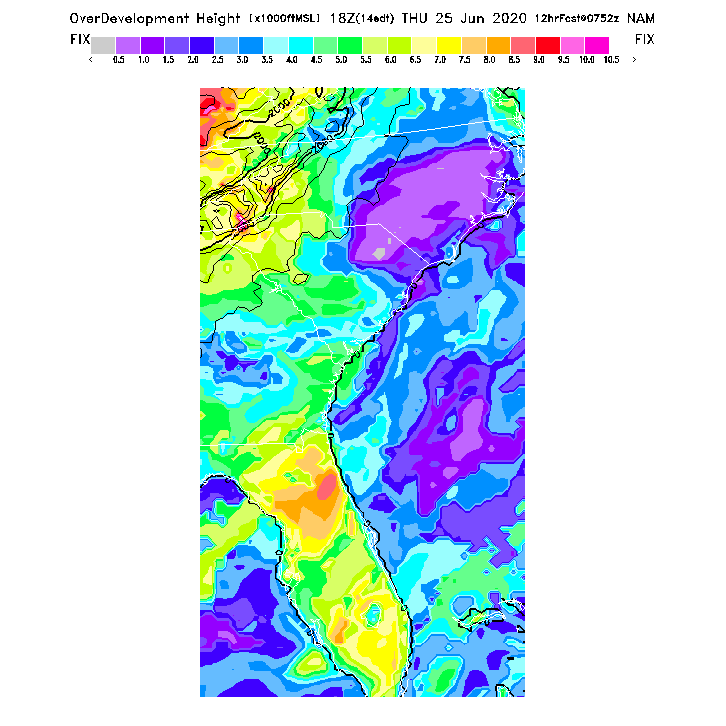 OverDevelopment Height [x1000ftMSL] 18Z(14edt) THU 25 Jun 2020 12hrFcst@0752z NAM
FIX FIX
< 0.5 1.0 1.5 2.0 2.5 3.0 3.5 4.0 4.5 5.0 5.5 6.0 6.5 7.0 7.5 8.0 8.5 9.0 9.5 10.0 10.5 >
2000
2000